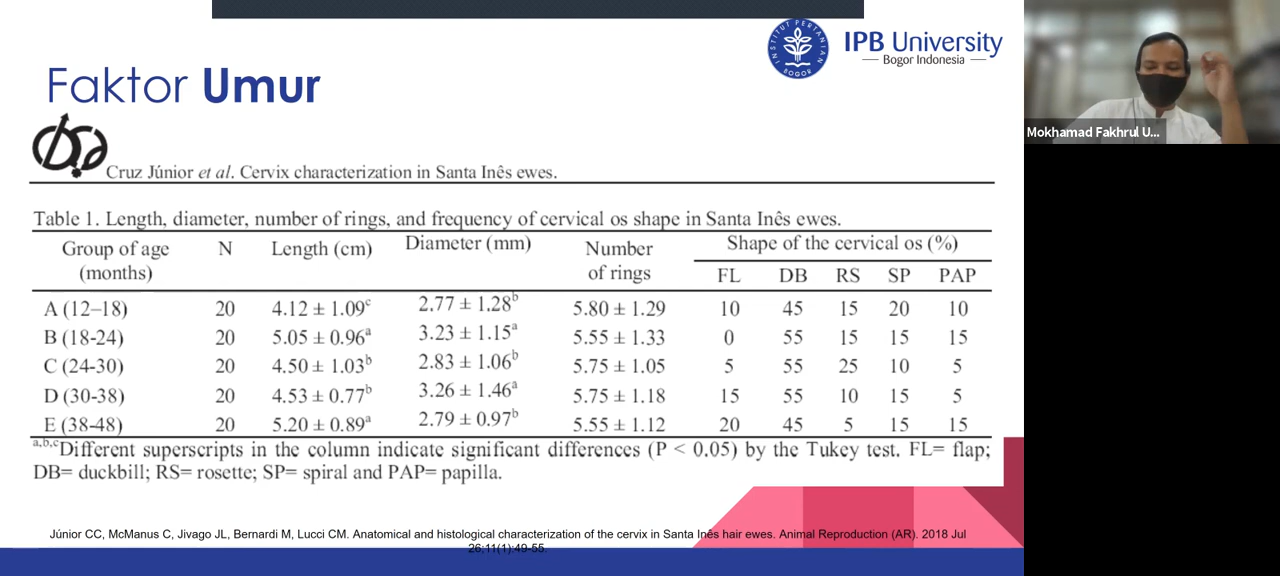 INSTITUT PERTANIAN
BOGOR
IPB University
Bogor Indonesia
Faktor Umur
Mokhamad Fakhrul U...
Cruz Júnior et al. Cervix characterization in Santa Inês ewes.
Table 1. Length, diameter, number of rings, and frequency of cervical os shape in Santa Inês ewes.
Group of age (months) N Length (cm) Diameter (mm) Number of rings Shape of the cervical os (%)
FL DB RS SP PAP
A (12–18) 20 4.12 ± 1.09c 2.77 ± 1.28b 5.80 ± 1.29 10 45 15 20 10
B (18-24) 20 5.05 ± 0.96a 3.23 ± 1.15a 5.55 ± 1.33 0 55 15 15 15
C (24-30) 20 4.50 ± 1.03b 2.83 ± 1.06b 5.75 ± 1.05 5 55 25 10 5
D (30-38) 20 4.53 ± 0.77b 3.26 ± 1.46a 5.75 ± 1.18 15 55 10 15 5
E (38-48) 20 5.20 ± 0.89a 2.79 ± 0.97b 5.55 ± 1.12 20 45 5 15 15
a,b,cDifferent superscripts in the column indicate significant differences (P < 0.05) by the Tukey test. FL= flap;
DB= duckbill; RS= rosette; SP= spiral and PAP= papilla.
Júnior CC, McManus C, Jivago JL, Bernardi M, Lucci CM. Anatomical and histological characterization of the cervix in Santa Inês hair ewes. Animal Reproduction (AR). 2018 Jul
26;11(1):49-55.